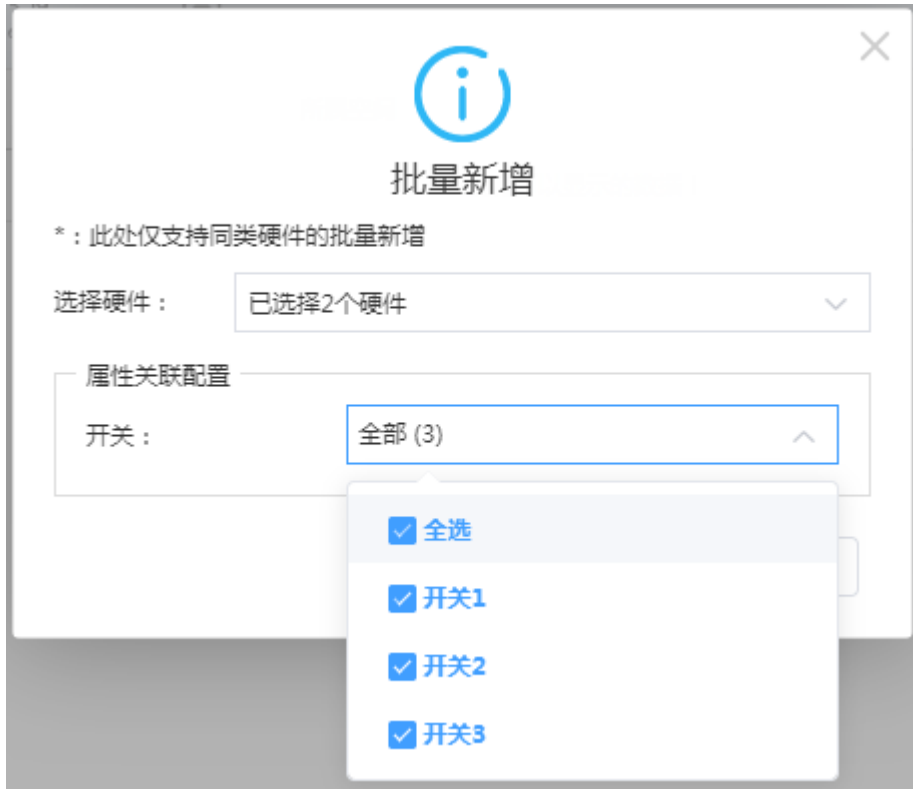 批量新增
*：此处仅支持同类硬件的批量新增
选择硬件：
已选择2个硬件
属性关联配置
开关：
全部 (3)
全选
开关1
开关2
开关3